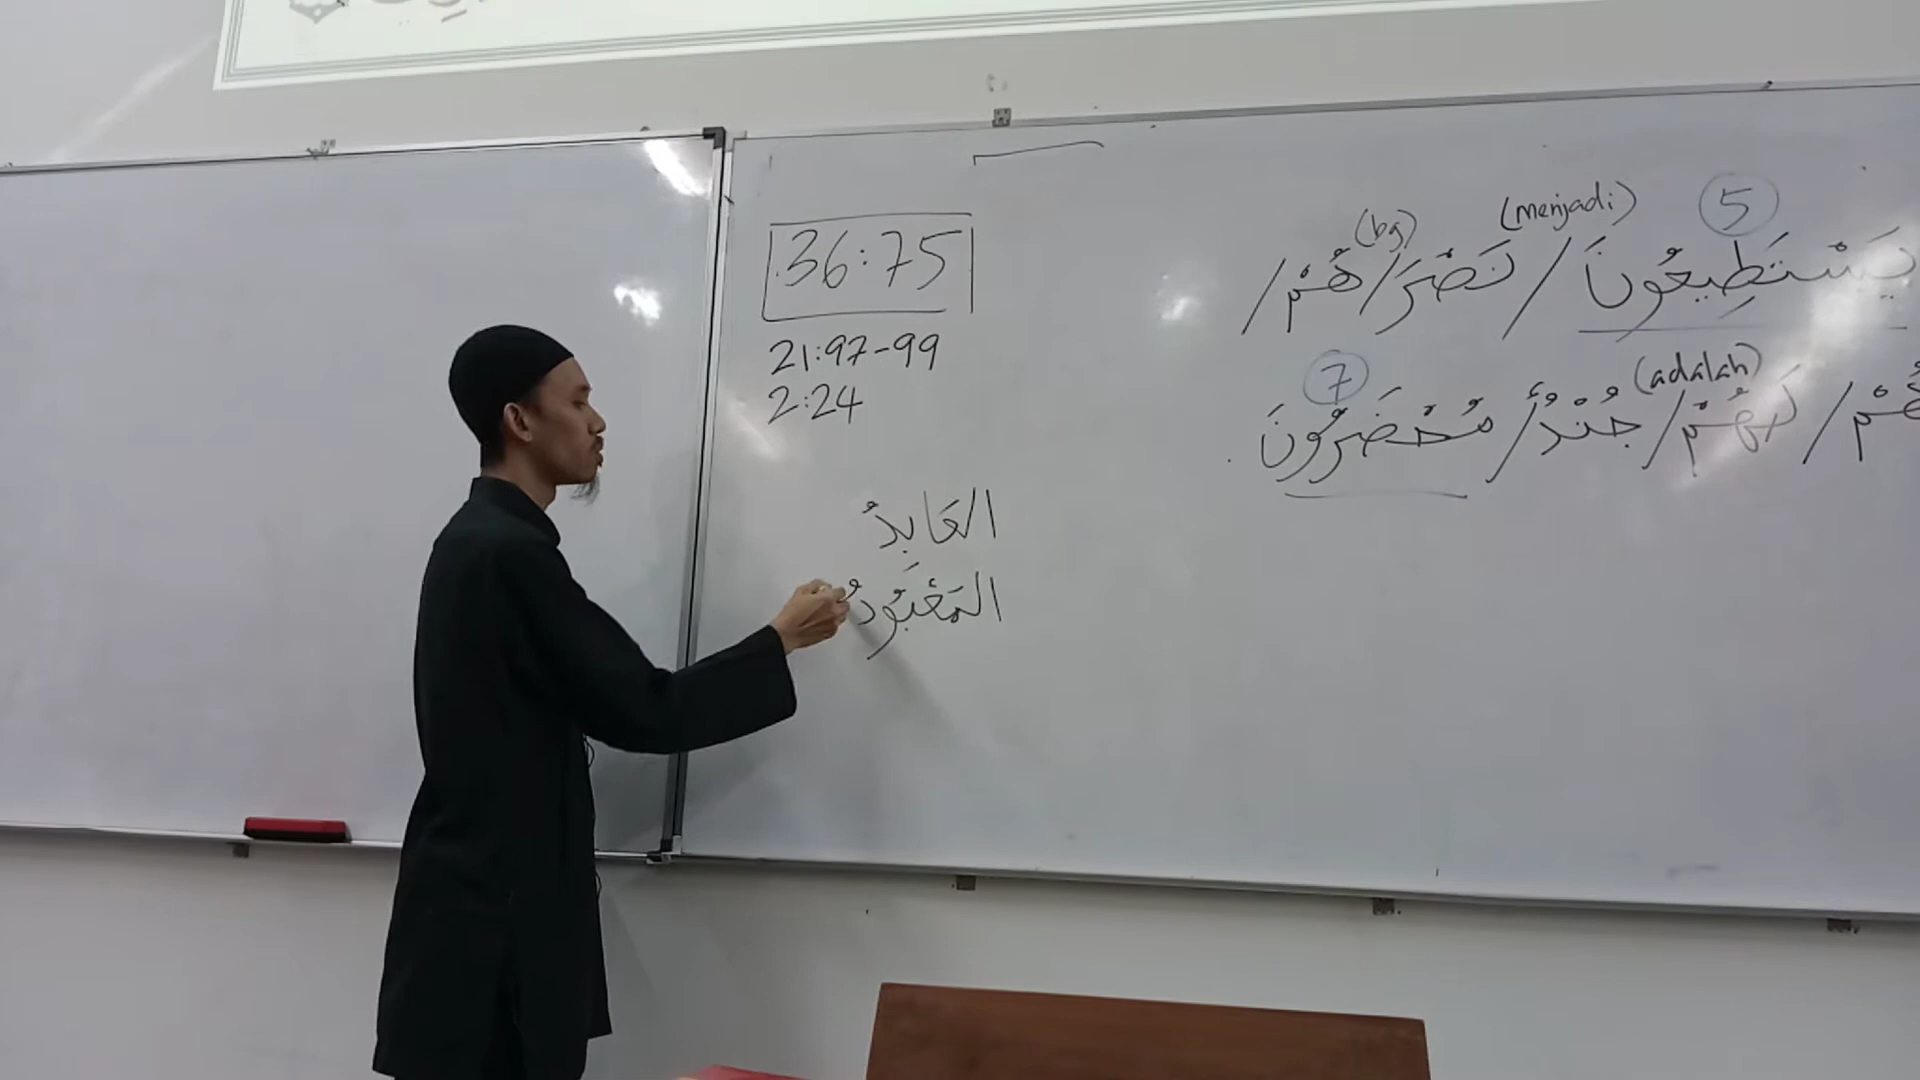 36:75
21:97-99
2:24
العَابِدُ
المَعْبُودُ
(bg) (menjadi) 5
يَسْتَطِيعُونَ / نَصْرَ / هُمْ /
7 (adalah)
هُمْ / لَهُمْ / جُنْدٌ / مُحْضَرُونَ